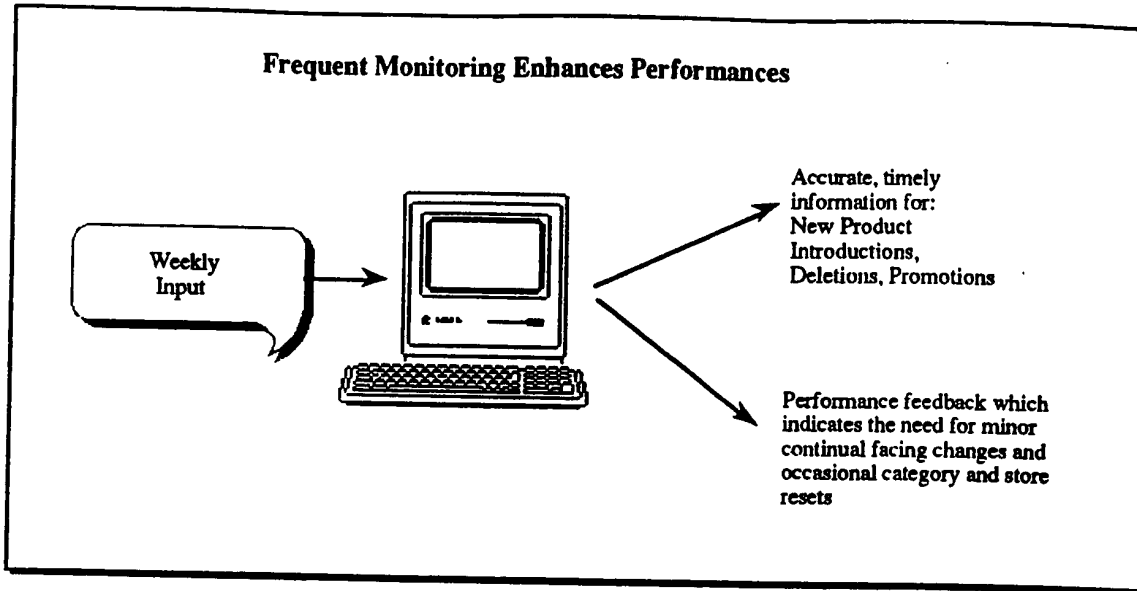 Frequent Monitoring Enhances Performances
Weekly
Input
Accurate, timely
information for:
New Product
Introductions,
Deletions, Promotions
Performance feedback which
indicates the need for minor
continual facing changes and
occasional category and store
resets